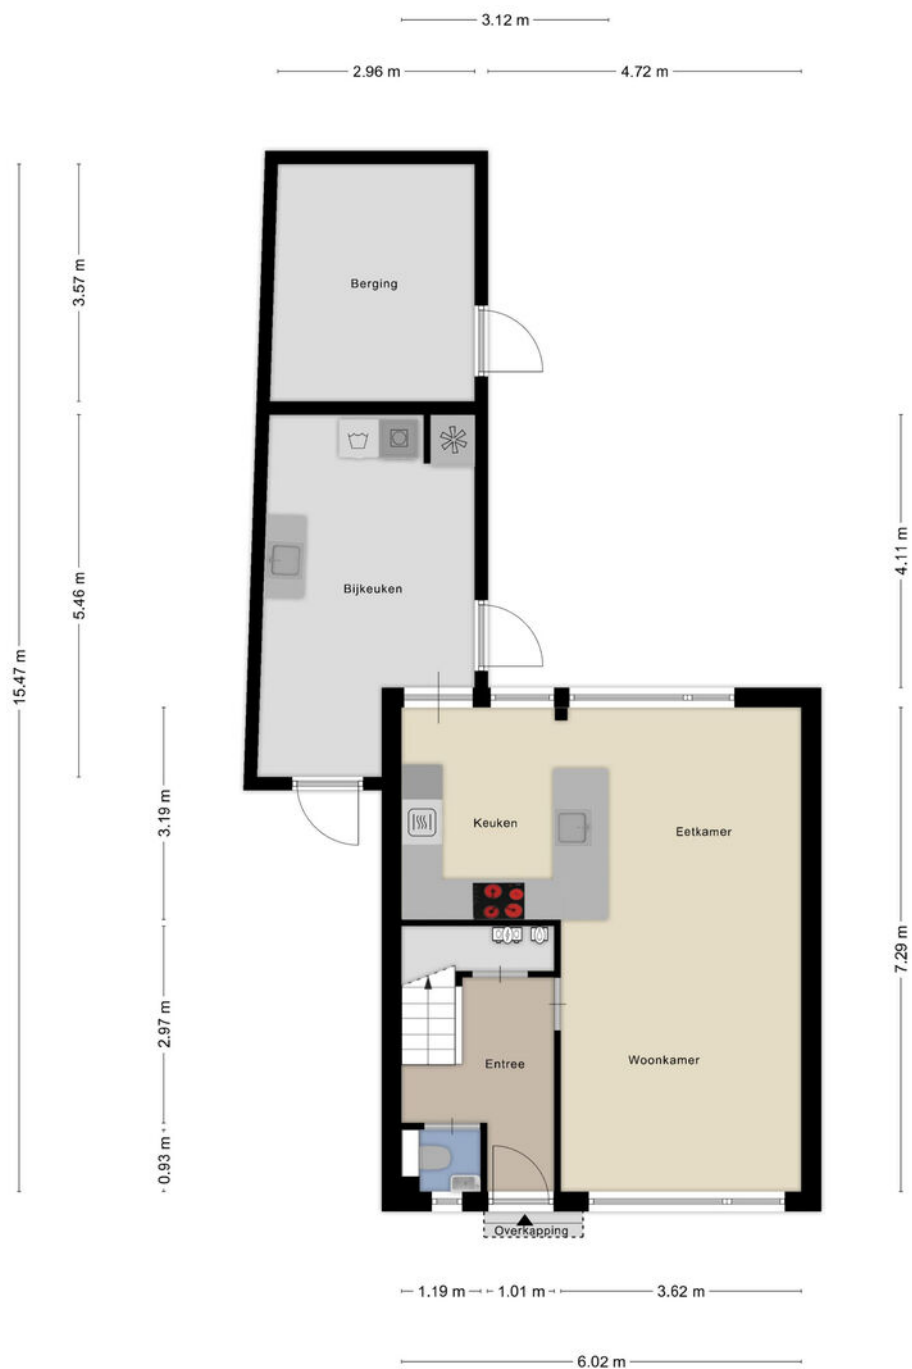 3.12 m
2.96 m
4.72 m
3.57 m
Berging
5.46 m
4.11 m
Bijkeuken
15.47 m
3.19 m
Keuken
Eetkamer
7.29 m
2.97 m
Entree
Woonkamer
0.93 m
Overkapping
1.19 m
1.01 m
3.62 m
6.02 m